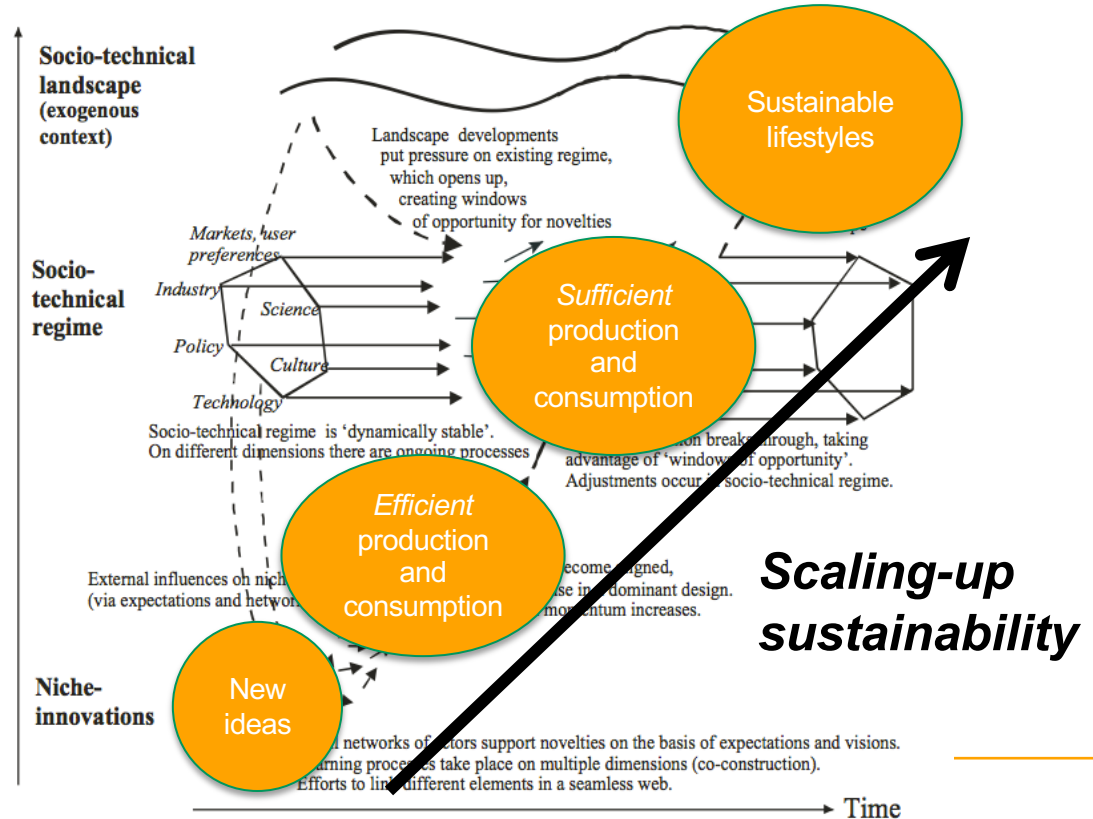 Socio-technical
landscape
(exogenous
context)
Sustainable
lifestyles
Landscape developments
put pressure on existing regime,
which opens up,
creating windows
of opportunity for novelties
Markets, user
preferences
Industry
Science
Policy
Culture
Technology
Socio-
technical
regime
Sufficient
production
and
consumption
Socio-technical regime is ‘dynamically stable’.
On different dimensions there are ongoing processes
breakthrough, taking
advantage of ‘windows of opportunity’.
Adjustments occur in socio-technical regime.
Efficient
production
and
consumption
External influences on
(via expectations and
dominant design.
momentum increases.
Scaling-up
sustainability
New
ideas
Niche-
innovations
networks of actors support novelties on the basis of expectations and visions.
take place on multiple dimensions (co-construction).
Efforts to link different elements in a seamless web.
Time